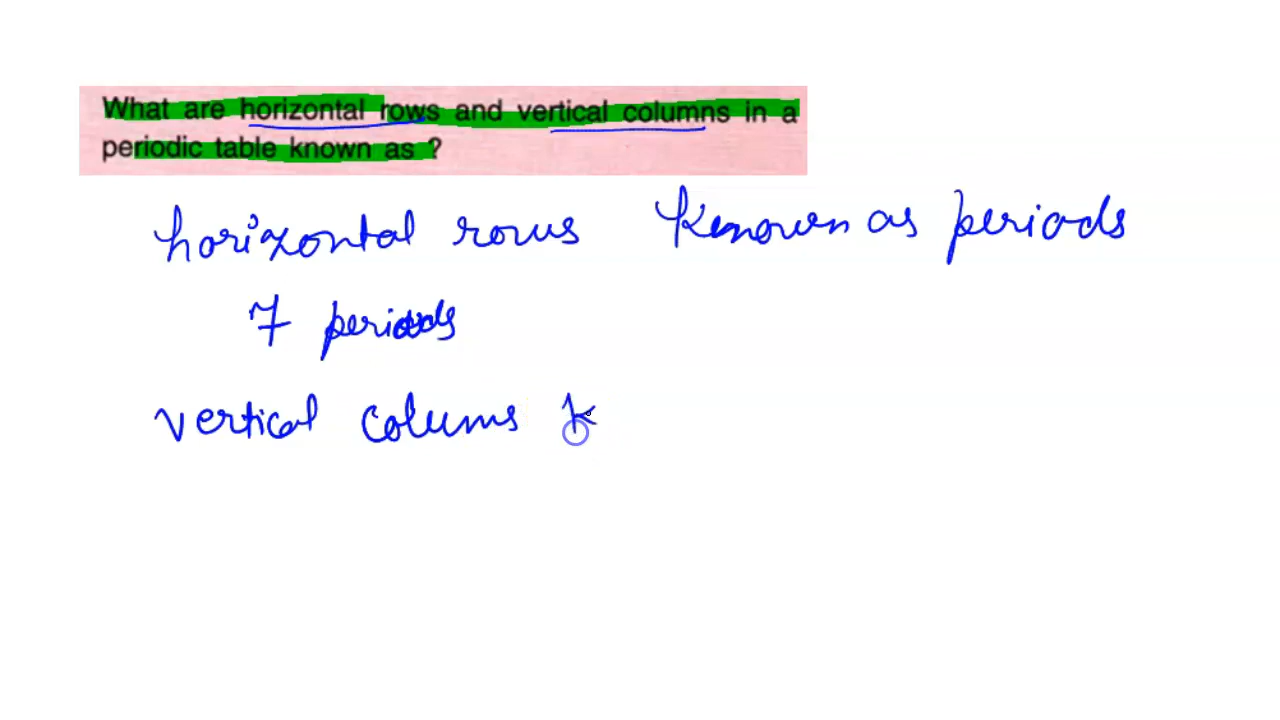 What are horizontal rows and vertical columns in a
periodic table known as ?
horizontal rows known as periods
7 periods
vertical colums k